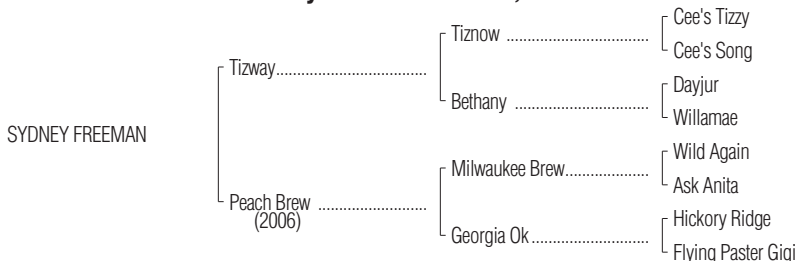 Cee's Tizzy
Tiznow ..........................................
Cee's Song
Tizway....................................
Dayjur
Bethany ......................................
Willamae
SYDNEY FREEMAN
Wild Again
Milwaukee Brew....................
Ask Anita
Peach Brew ..........................
(2006)
Hickory Ridge
Georgia Ok..............................
Flying Paster Gigi